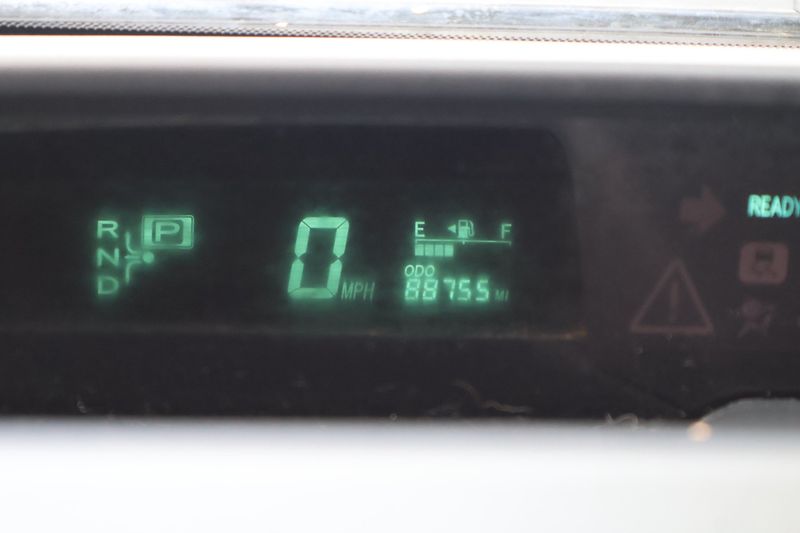 READY
R P
N
D
0 MPH
E F
ODO
88755 MI